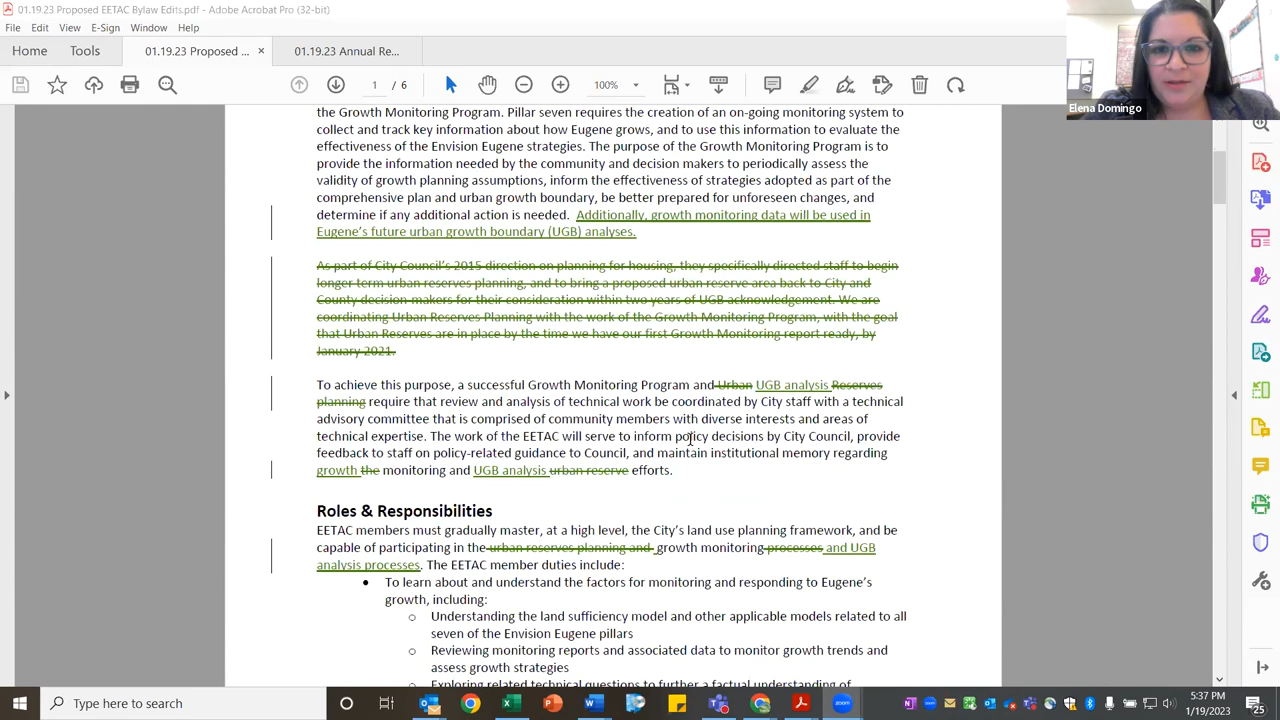 01.19.23 Proposed EETAC Bylaw Edits.pdf - Adobe Acrobat Pro (32-bit)
File Edit View E-Sign Window Help
Home Tools 01.19.23 Proposed ... × 01.19.23 Annual Re...
1 / 6 100%
Elena Domingo
the Growth Monitoring Program. Pillar seven requires the creation of an on-going monitoring system to
collect and track key information about how Eugene grows, and to use this information to evaluate the
effectiveness of the Envision Eugene strategies. The purpose of the Growth Monitoring Program is to
provide the information needed by the community and decision makers to periodically assess the
validity of growth planning assumptions, inform the effectiveness of strategies adopted as part of the
comprehensive plan and urban growth boundary, be better prepared for unforeseen changes, and
determine if any additional action is needed. Additionally, growth monitoring data will be used in
Eugene's future urban growth boundary (UGB) analyses.
As part of City Council's 2015 direction on planning for housing, they specifically directed staff to begin
longer term urban reserves planning, and to bring a proposed urban reserve area back to City and
County decision makers for their consideration within two years of UGB acknowledgement. We are
coordinating Urban Reserves Planning with the work of the Growth Monitoring Program, with the goal
that Urban Reserves are in place by the time we have our first Growth Monitoring report ready, by
January 2021.
To achieve this purpose, a successful Growth Monitoring Program and Urban UGB analysis Reserves
planning require that review and analysis of technical work be coordinated by City staff with a technical
advisory committee that is comprised of community members with diverse interests and areas of
technical expertise. The work of the EETAC will serve to inform policy decisions by City Council, provide
feedback to staff on policy-related guidance to Council, and maintain institutional memory regarding
growth the monitoring and UGB analysis urban reserve efforts.
Roles & Responsibilities
EETAC members must gradually master, at a high level, the City's land use planning framework, and be
capable of participating in the urban reserves planning and growth monitoring processes and UGB
analysis processes. The EETAC member duties include:
• To learn about and understand the factors for monitoring and responding to Eugene's
growth, including:
o Understanding the land sufficiency model and other applicable models related to all
seven of the Envision Eugene pillars
o Reviewing monitoring reports and associated data to monitor growth trends and
assess growth strategies
o Exploring related technical questions to further a factual understanding of
Type here to search
5:37 PM
1/19/2023
25